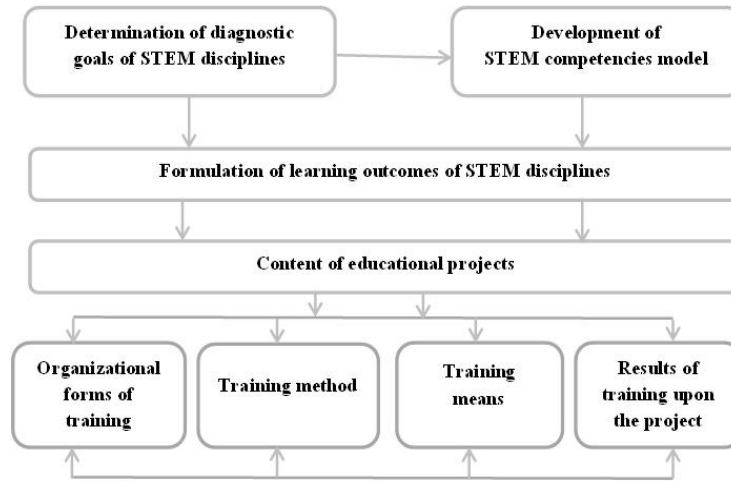 Determination of diagnostic
goals of STEM disciplines
Development of
STEM competencies model
Formulation of learning outcomes of STEM disciplines
Content of educational projects
Organizational
forms of
training
Training method
Training
means
Results of
training upon
the project